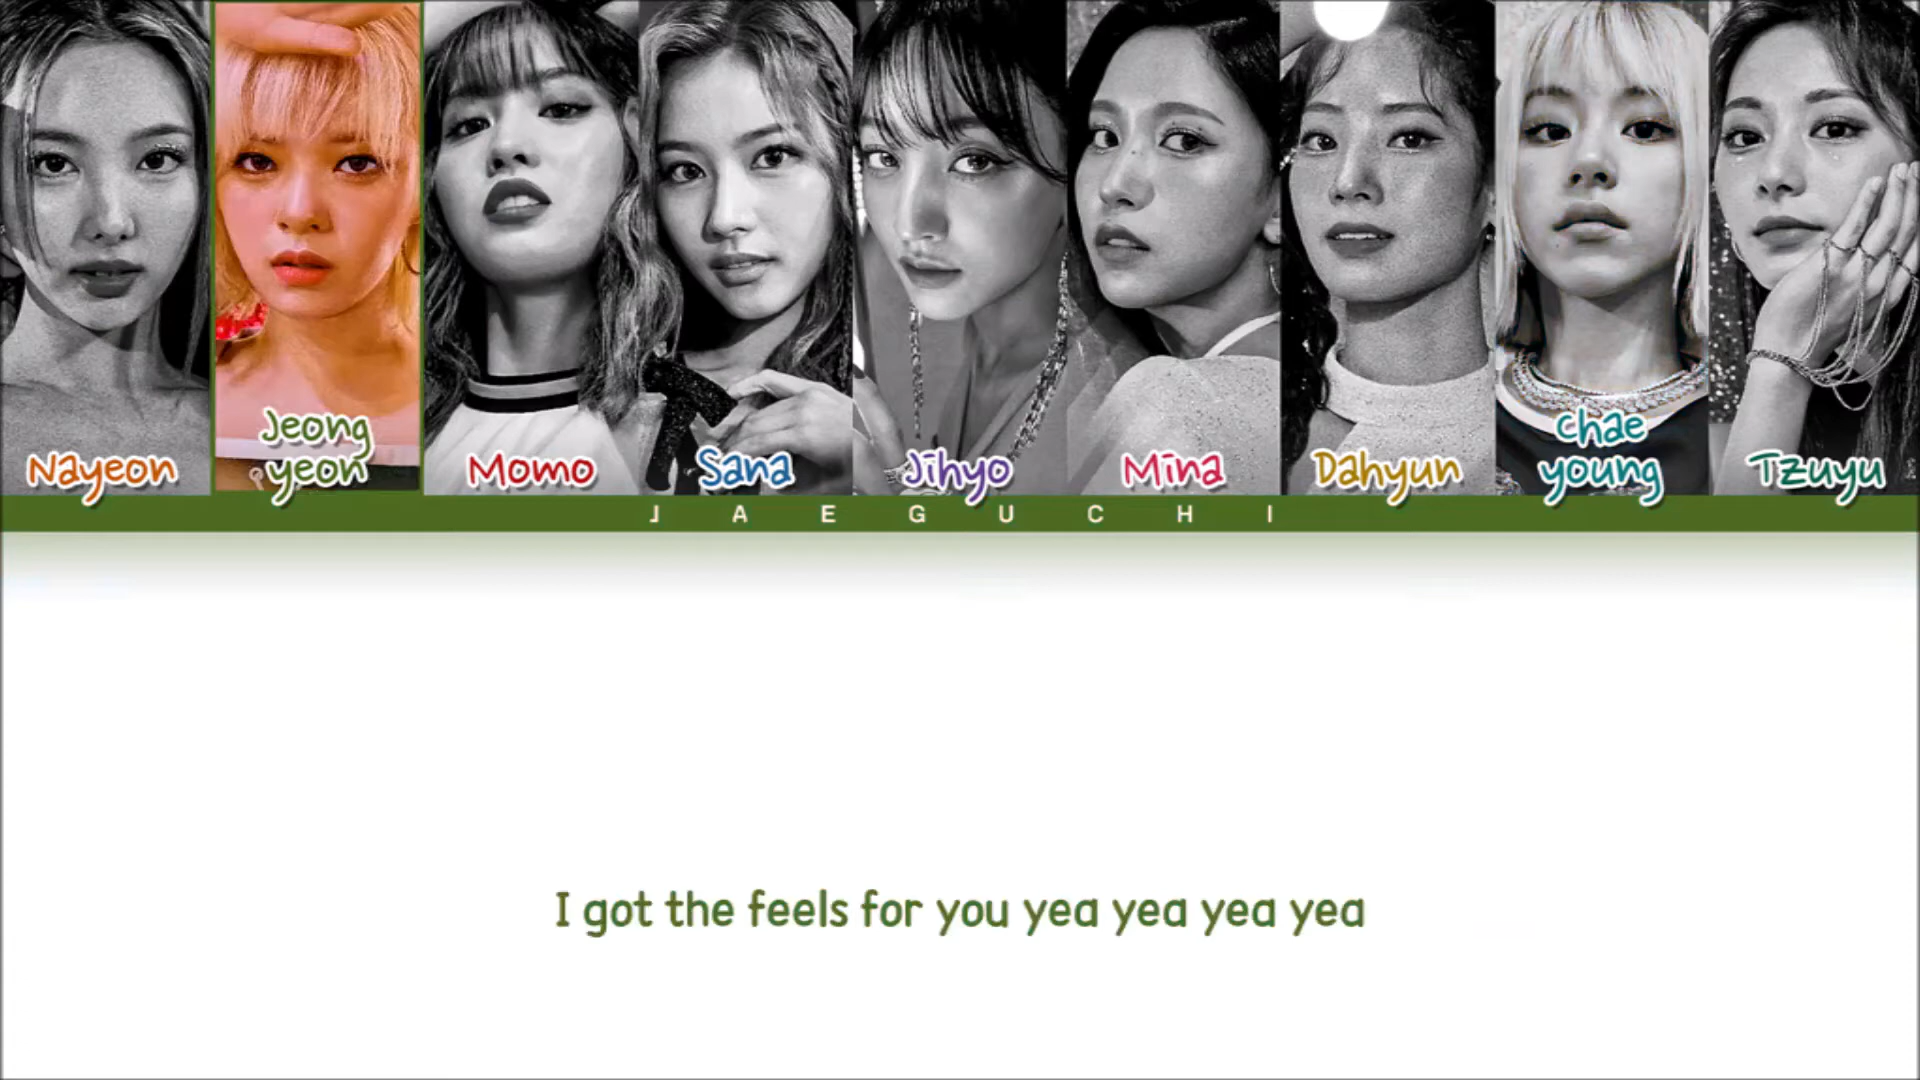 Nayeon
Jeong
yeon
Momo
Sana
Jihyo
Mina
Dahyun
chae
young
Tzuyu
JAEGUCHI
I got the feels for you yea yea yea yea